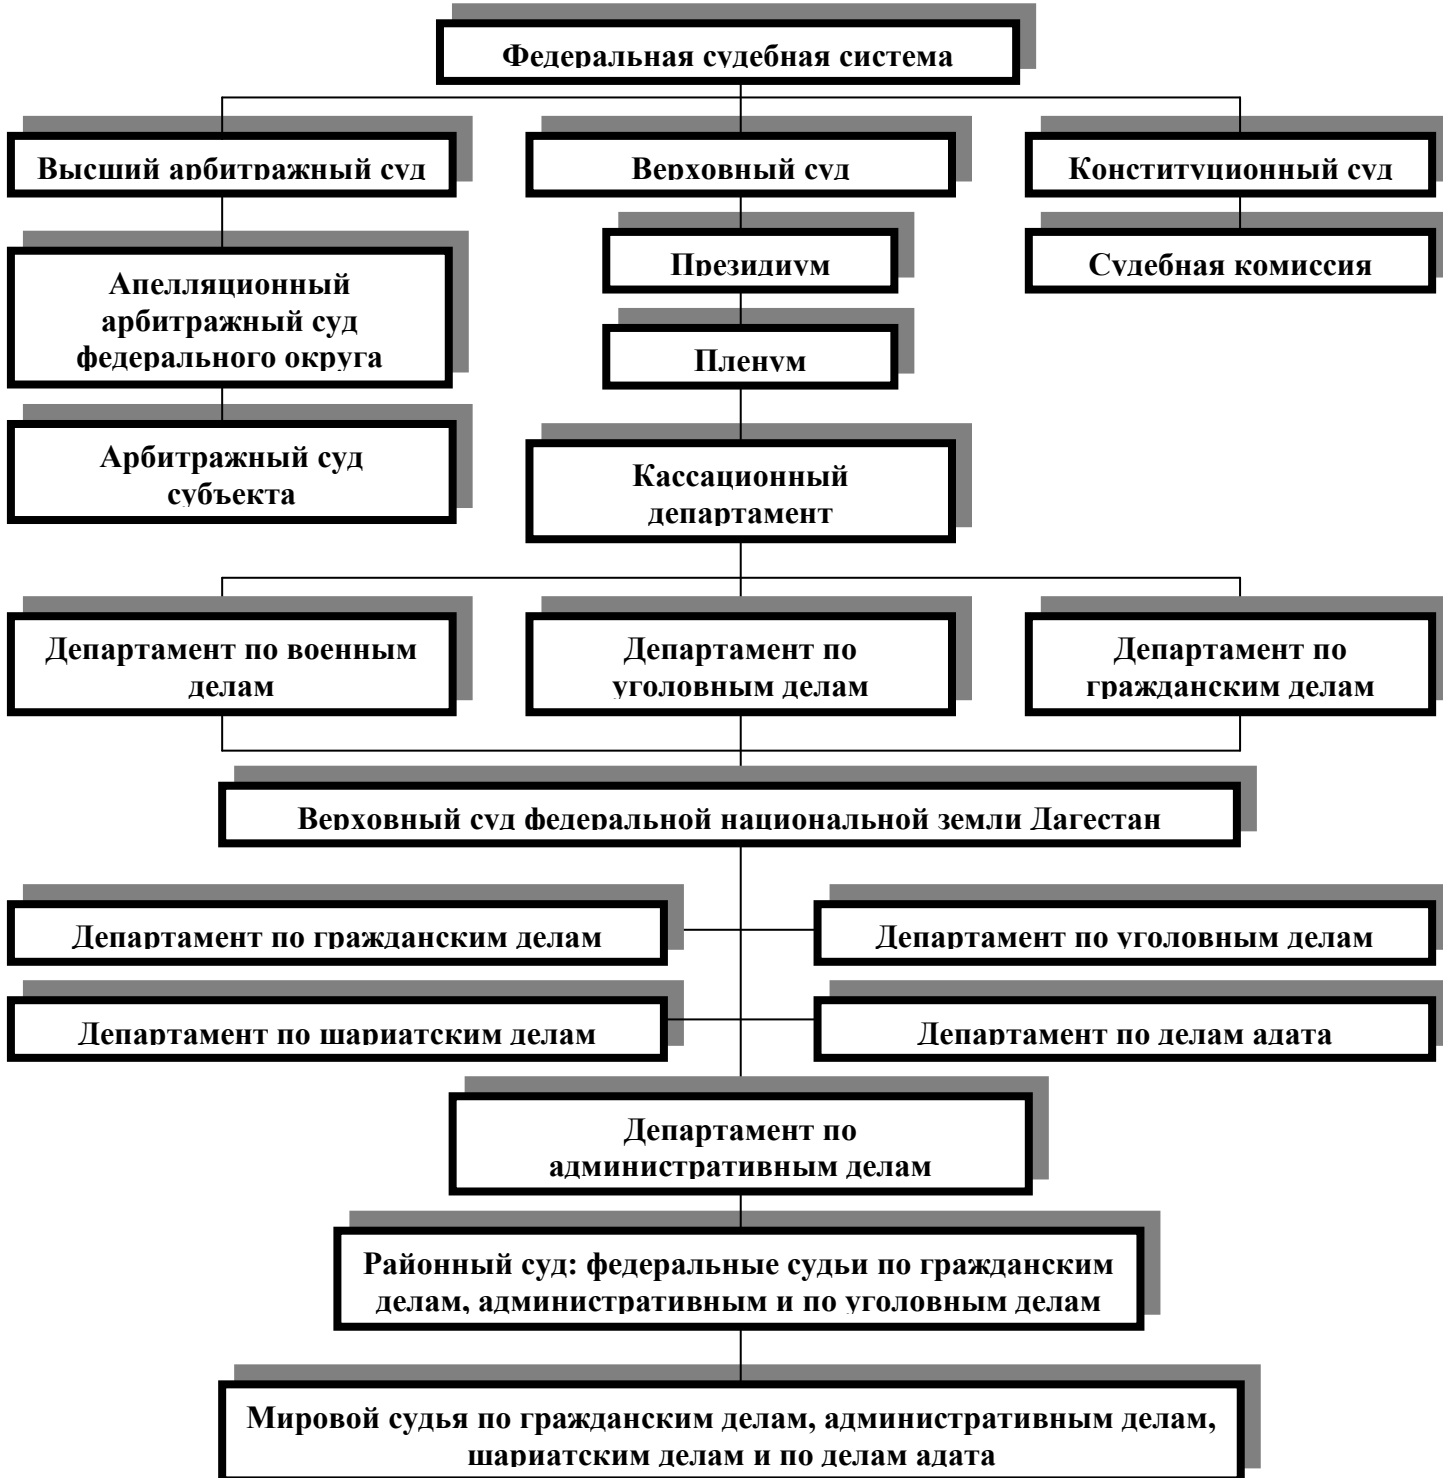 Федеральная судебная система
Высший арбитражный суд
Верховный суд
Конституционный суд
Президиум
Судебная комиссия
Апелляционный
арбитражный суд
федерального округа
Пленум
Арбитражный суд
субъекта
Кассационный
департамент
Департамент по военным
делам
Департамент по
уголовным делам
Департамент по
гражданским делам
Верховный суд федеральной национальной земли Дагестан
Департамент по гражданским делам
Департамент по уголовным делам
Департамент по шариатским делам
Департамент по делам адата
Департамент по
административным делам
Районный суд: федеральные судьи по гражданским
делам, административным и по уголовным делам
Мировой судья по гражданским делам, административным делам,
шариатским делам и по делам адата